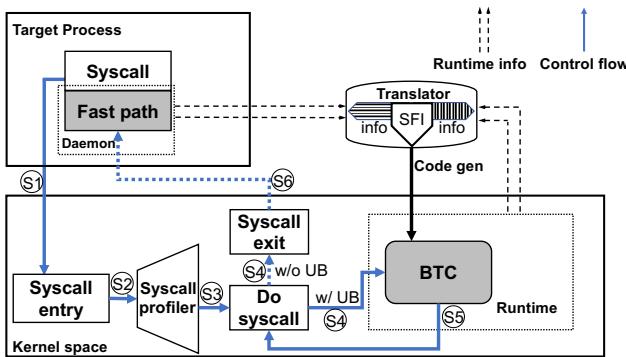 Target Process
Syscall
Fast path
Daemon
Runtime info
Control flow
Translator
SFI
info
info
Code gen
S1
S6
Syscall
exit
S4
w/o UB
Syscall
entry
S2
Syscall
profiler
S3
Do
syscall
w/ UB
S4
BTC
S5
Runtime
Kernel space